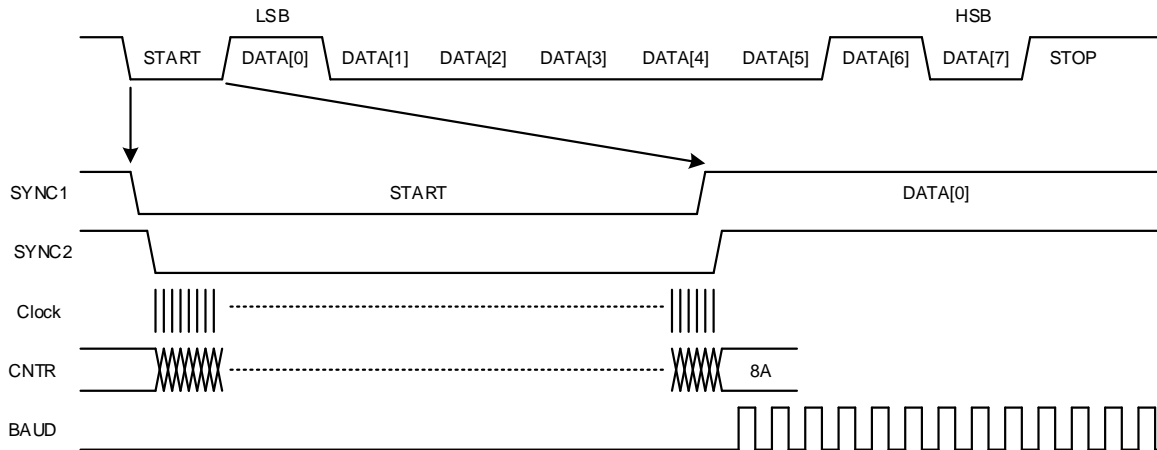 LSB HSB
START DATA[0] DATA[1] DATA[2] DATA[3] DATA[4] DATA[5] DATA[6] DATA[7] STOP
SYNC1 START DATA[0]
SYNC2
Clock
CNTR 8A
BAUD